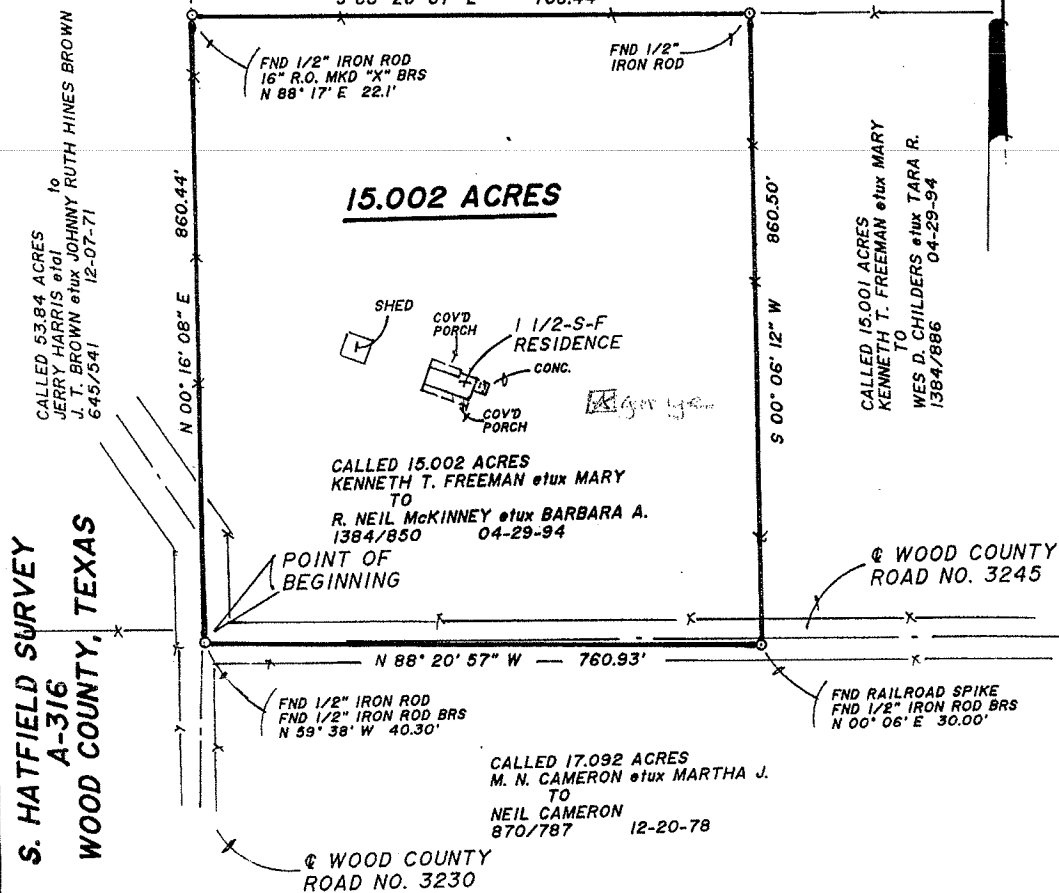 FND 1/2" IRON ROD
16" R.O. MKD "X" BRS
N 88° 17' E 22.1'
FND 1/2"
IRON ROD
CALLED 53.84 ACRES
JERRY HARRIS etal to
J. T. BROWN etux JOHNNY RUTH HINES BROWN
645/541 12-07-71
N 00° 16' 08" E 860.44'
15.002 ACRES
S 00° 06' 12" W 860.50'
CALLED 15.001 ACRES
KENNETH T. FREEMAN etux MARY
TO
WES D. CHILDERS etux TARA R.
1384/886 04-29-94
SHED
COV'D
PORCH
1 1/2-S-F
RESIDENCE
CONC.
COV'D
PORCH
CALLED 15.002 ACRES
KENNETH T. FREEMAN etux MARY
TO
R. NEIL McKINNEY etux BARBARA A.
1384/850 04-29-94
POINT OF
BEGINNING
℄ WOOD COUNTY
ROAD NO. 3245
S. HATFIELD SURVEY
A-316
WOOD COUNTY, TEXAS
N 88° 20' 57" W 760.93'
FND 1/2" IRON ROD
FND 1/2" IRON ROD BRS
N 59° 38' W 40.30'
FND RAILROAD SPIKE
FND 1/2" IRON ROD BRS
N 00° 06' E 30.00'
CALLED 17.092 ACRES
M. N. CAMERON etux MARTHA J.
TO
NEIL CAMERON
870/787 12-20-78
℄ WOOD COUNTY
ROAD NO. 3230